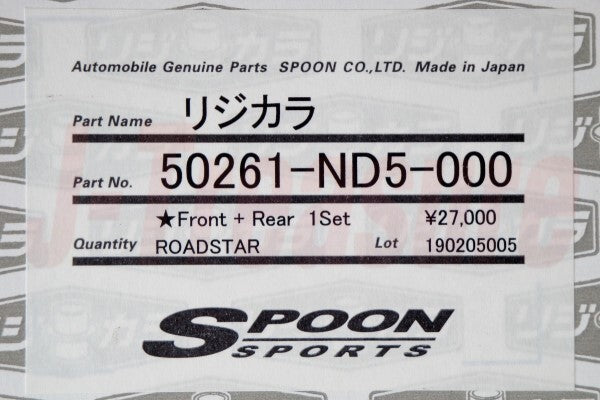 Automobile Genuine Parts SPOON CO.,LTD. Made in Japan
Part Name リジカラ
Part No. 50261-ND5-000
★Front + Rear 1Set ¥27,000
Quantity ROADSTAR Lot 190205005
SPOON
SPORTS